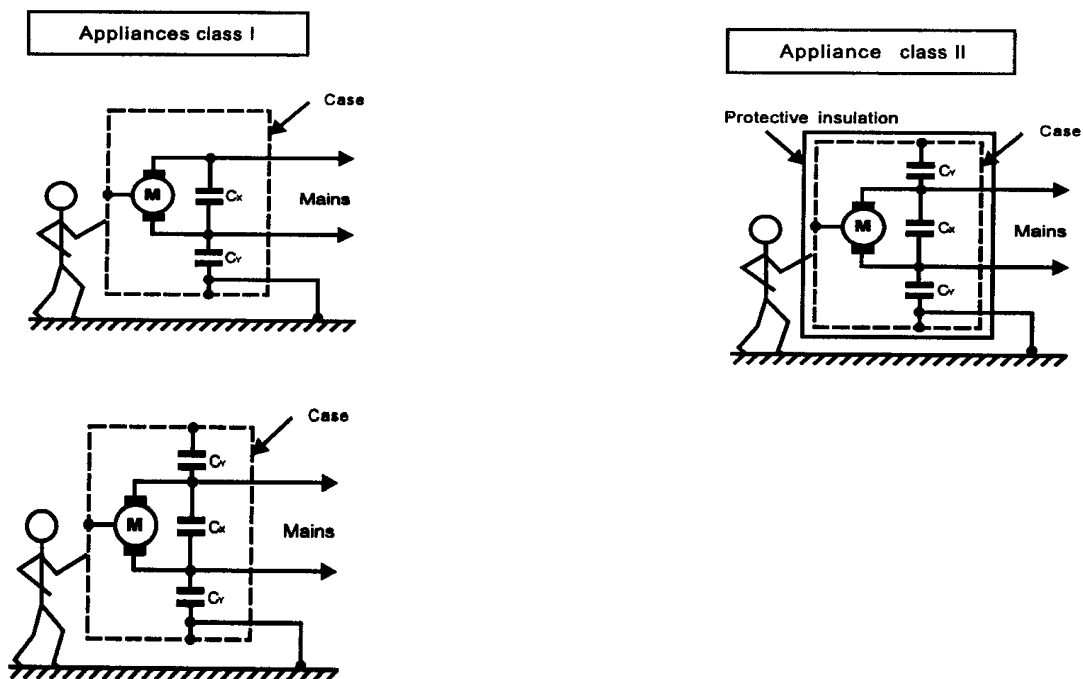 Appliances class I
Case
M
Cx
Mains
Cy
Appliance class II
Protective insulation
Case
Cy
M
Cx
Mains
Cy
Case
Cy
M
Cx
Mains
Cy